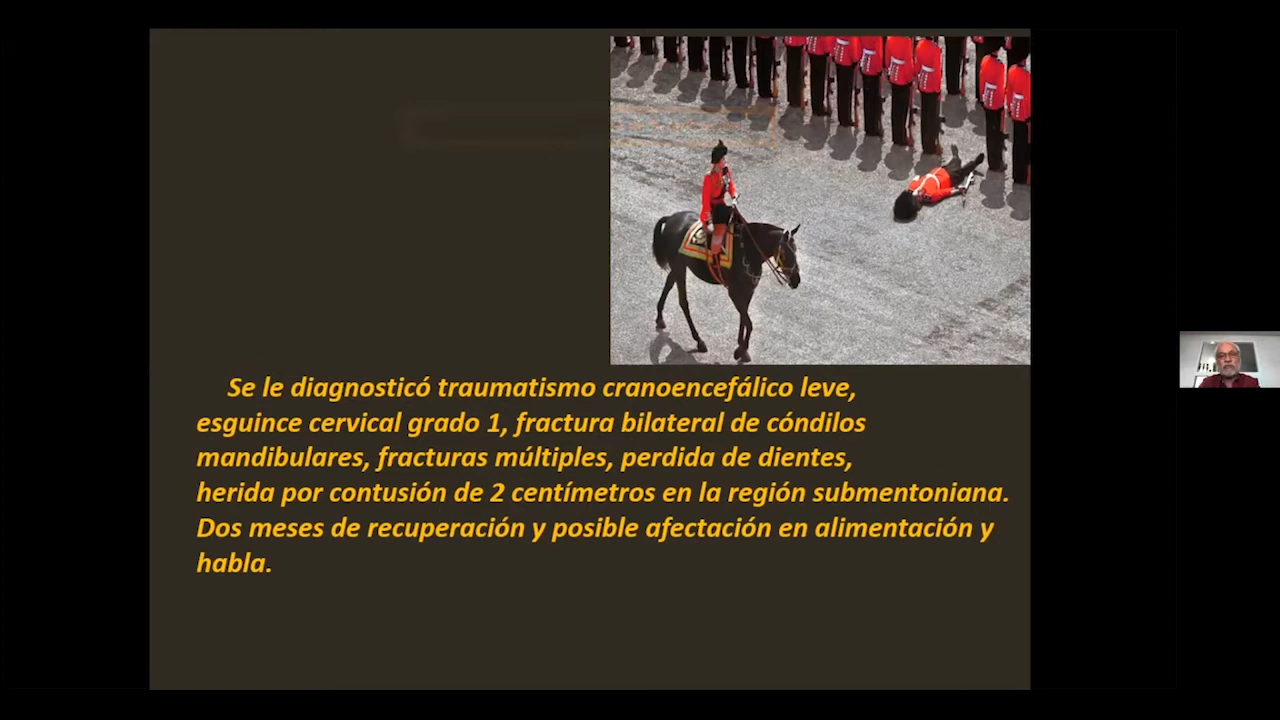 Se le diagnosticó traumatismo cranoencefálico leve,
esguince cervical grado 1, fractura bilateral de cóndilos
mandibulares, fracturas múltiples, perdida de dientes,
herida por contusión de 2 centímetros en la región submentoniana.
Dos meses de recuperación y posible afectación en alimentación y
habla.